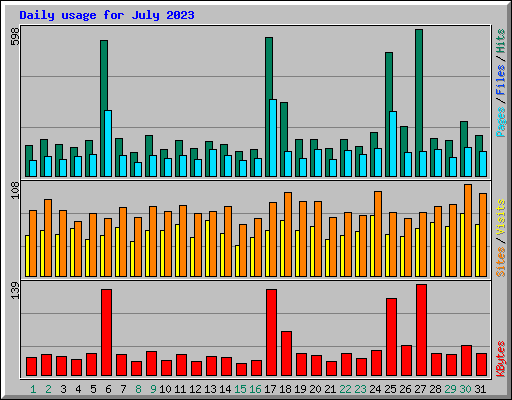 Daily usage for July 2023
598
Pages / Files / Hits
108
Sites / Visits
139
KBytes
1 2 3 4 5 6 7 8 9 10 11 12 13 14 15 16 17 18 19 20 21 22 23 24 25 26 27 28 29 30 31